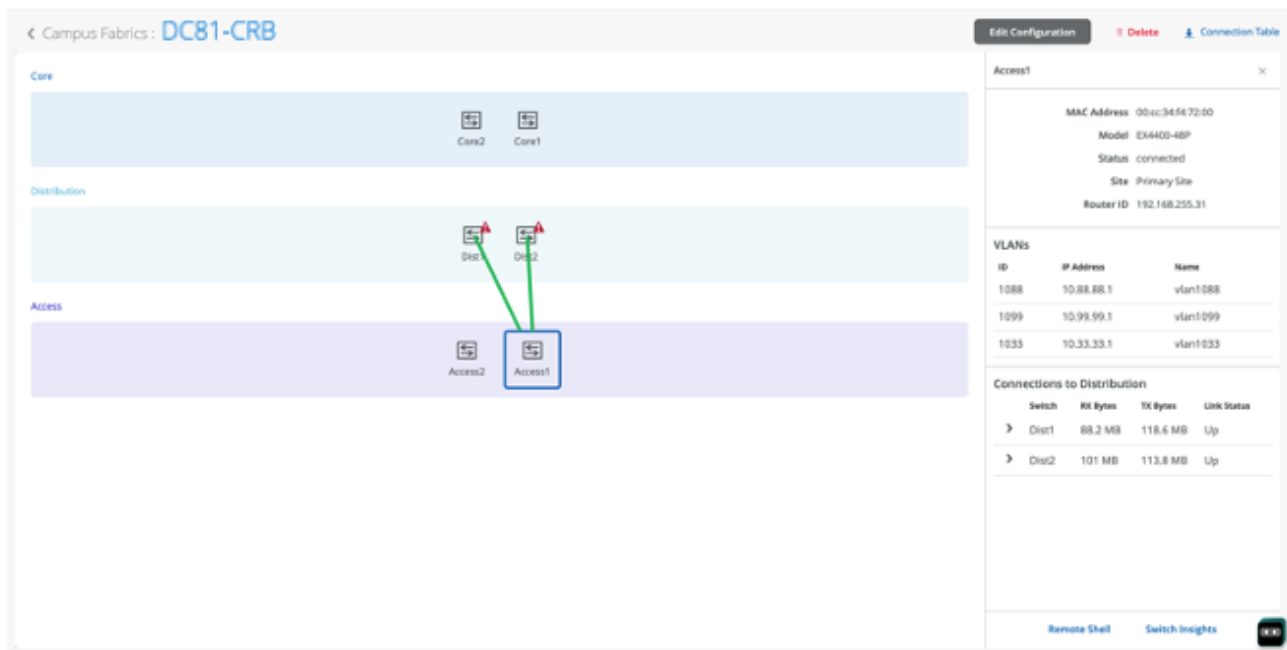 Campus Fabrics : DC81-CRB
Edit Configuration
Delete
Connection Table
Core
Core2 Core1
Distribution
Dist1 Dist2
Access
Access2 Access1
Access1
MAC Address 00:cc:34:f4:72:00
Model EX4400-48P
Status connected
Site Primary Site
Router ID 192.168.255.31
VLANs
ID IP Address Name
1088 10.88.88.1 vlan1088
1099 10.99.99.1 vlan1099
1033 10.33.33.1 vlan1033
Connections to Distribution
Switch RX Bytes TX Bytes Link Status
Dist1 88.2 MB 118.6 MB Up
Dist2 101 MB 113.8 MB Up
Remote Shell Switch Insights